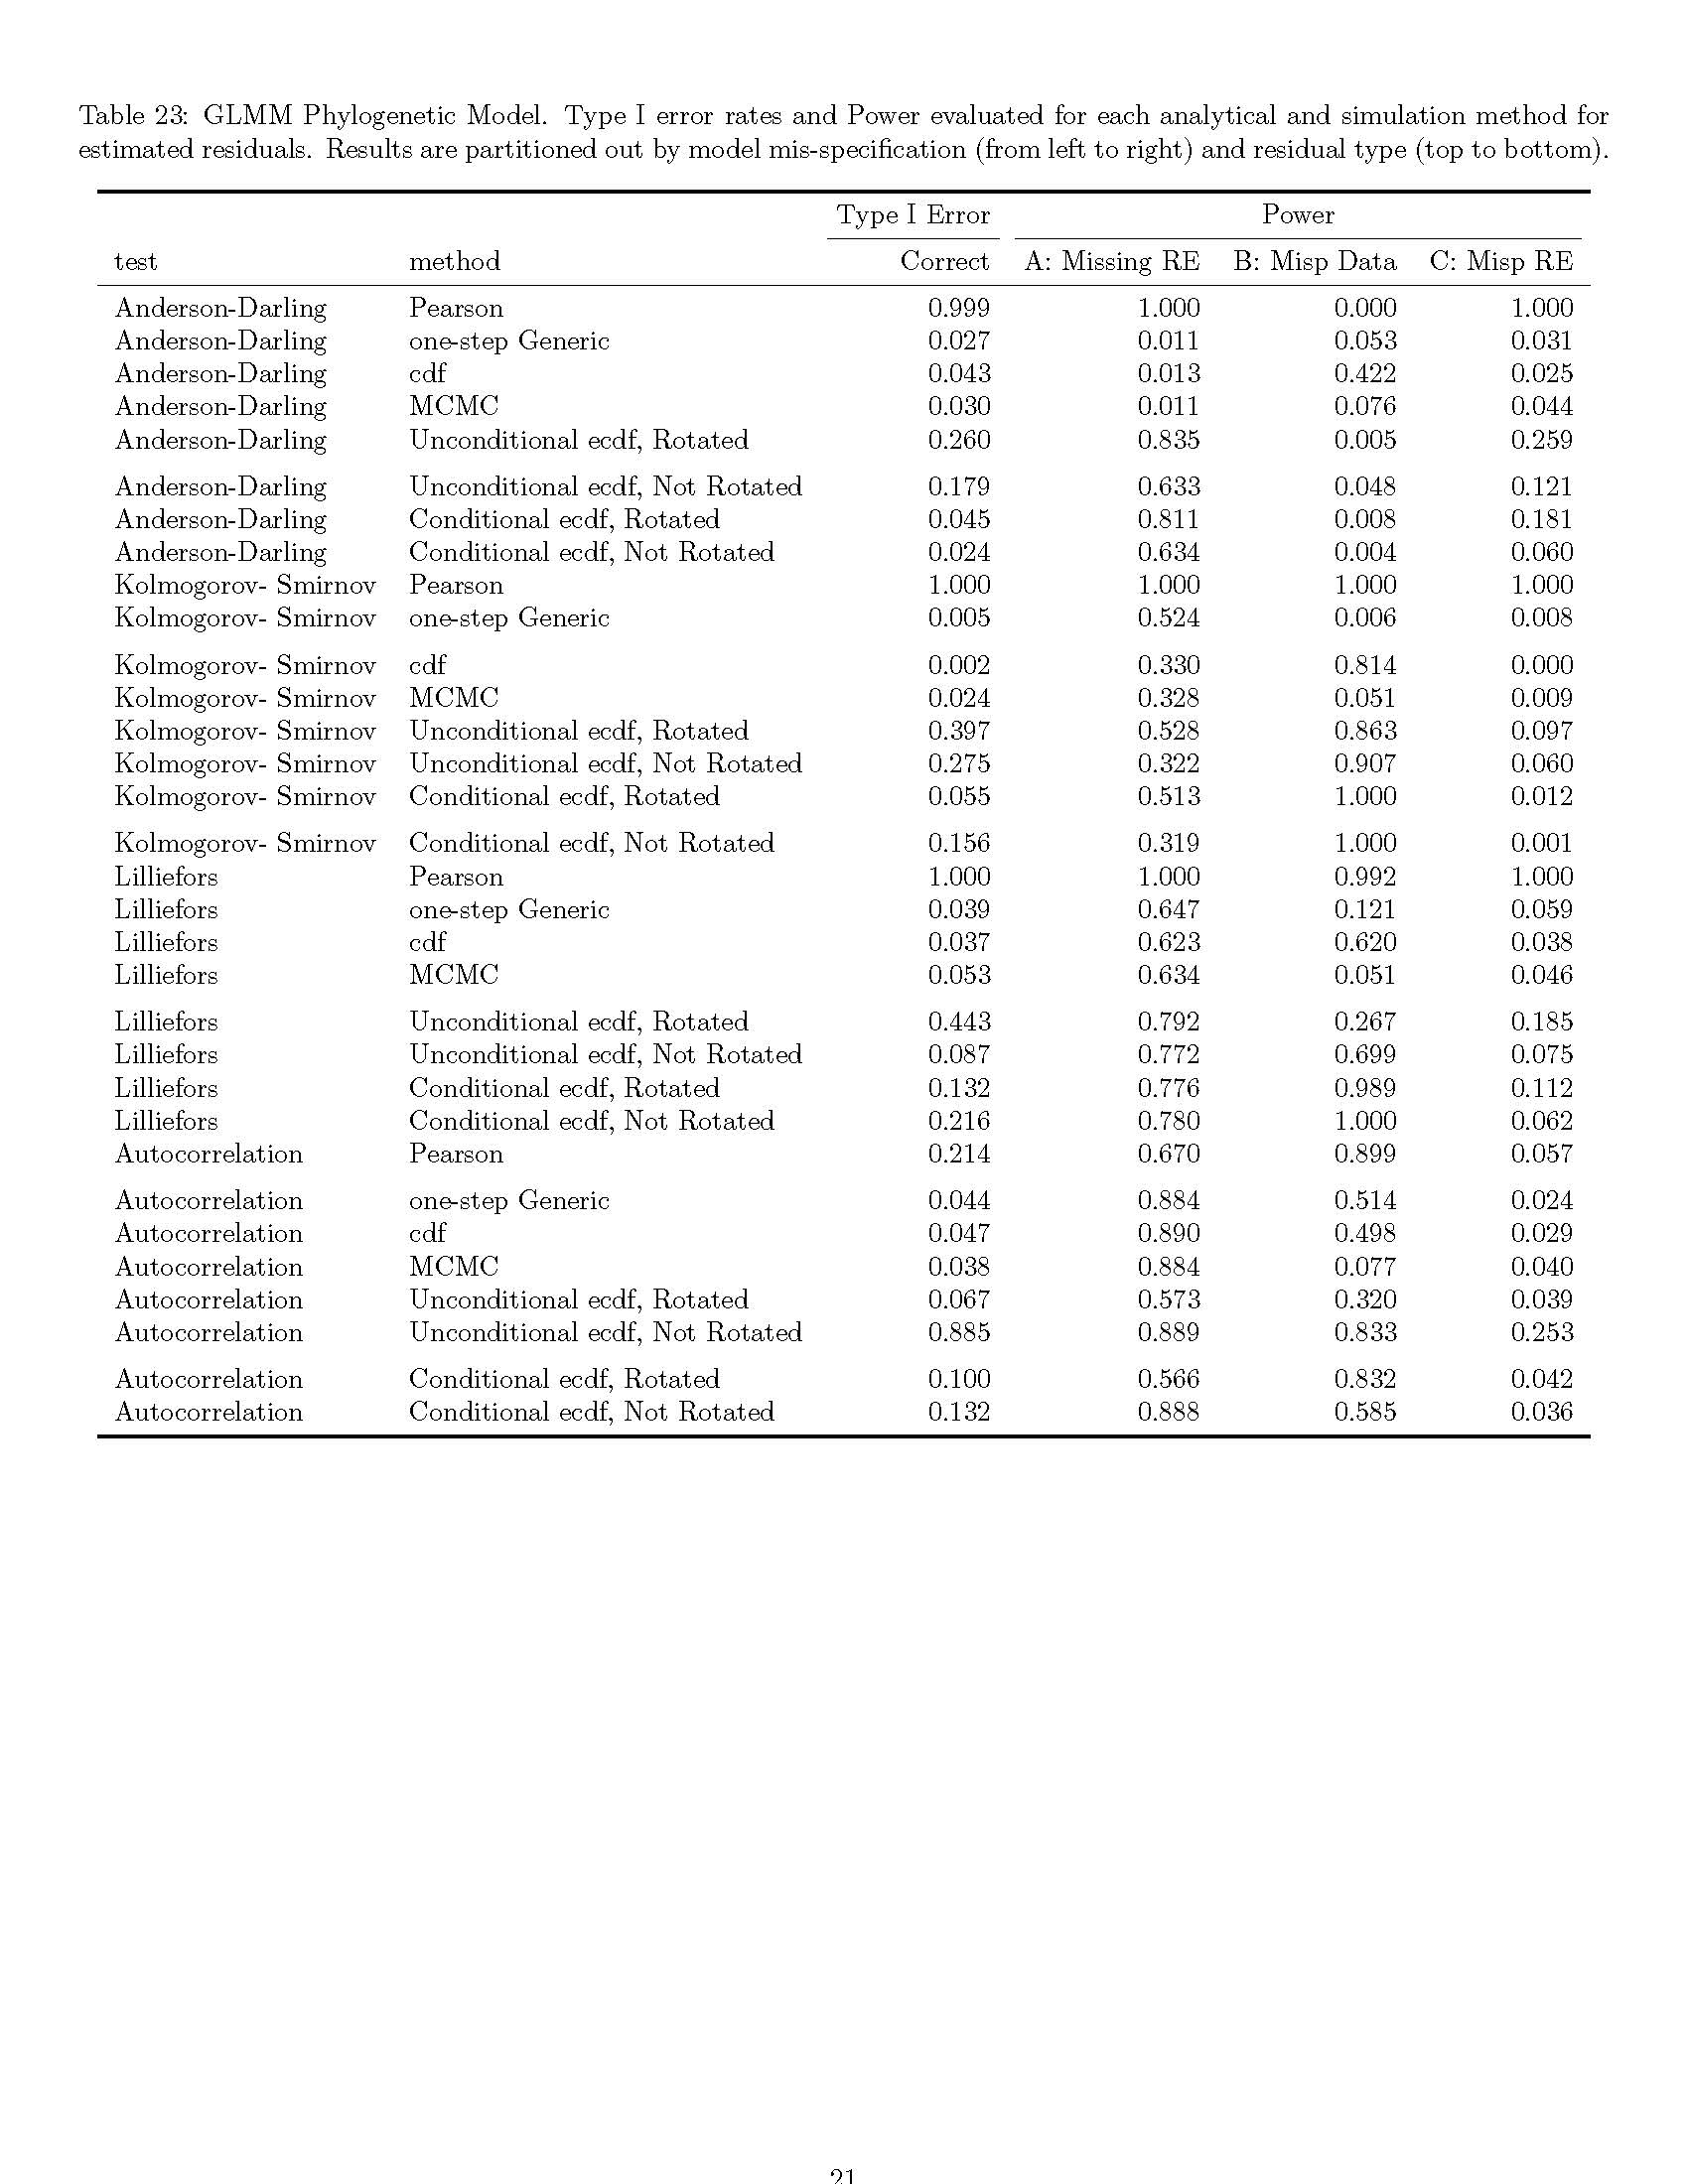 Table 23: GLMM Phylogenetic Model. Type I error rates and Power evaluated for each analytical and simulation method for
estimated residuals. Results are partitioned out by model mis-specification (from left to right) and residual type (top to bottom).
Type I Error Power
test method Correct A: Missing RE B: Misp Data C: Misp RE
Anderson-Darling Pearson 0.999 1.000 0.000 1.000
Anderson-Darling one-step Generic 0.027 0.011 0.053 0.031
Anderson-Darling cdf 0.043 0.013 0.422 0.025
Anderson-Darling MCMC 0.030 0.011 0.076 0.044
Anderson-Darling Unconditional ecdf, Rotated 0.260 0.835 0.005 0.259
Anderson-Darling Unconditional ecdf, Not Rotated 0.179 0.633 0.048 0.121
Anderson-Darling Conditional ecdf, Rotated 0.045 0.811 0.008 0.181
Anderson-Darling Conditional ecdf, Not Rotated 0.024 0.634 0.004 0.060
Kolmogorov- Smirnov Pearson 1.000 1.000 1.000 1.000
Kolmogorov- Smirnov one-step Generic 0.005 0.524 0.006 0.008
Kolmogorov- Smirnov cdf 0.002 0.330 0.814 0.000
Kolmogorov- Smirnov MCMC 0.024 0.328 0.051 0.009
Kolmogorov- Smirnov Unconditional ecdf, Rotated 0.397 0.528 0.863 0.097
Kolmogorov- Smirnov Unconditional ecdf, Not Rotated 0.275 0.322 0.907 0.060
Kolmogorov- Smirnov Conditional ecdf, Rotated 0.055 0.513 1.000 0.012
Kolmogorov- Smirnov Conditional ecdf, Not Rotated 0.156 0.319 1.000 0.001
Lilliefors Pearson 1.000 1.000 0.992 1.000
Lilliefors one-step Generic 0.039 0.647 0.121 0.059
Lilliefors cdf 0.037 0.623 0.620 0.038
Lilliefors MCMC 0.053 0.634 0.051 0.046
Lilliefors Unconditional ecdf, Rotated 0.443 0.792 0.267 0.185
Lilliefors Unconditional ecdf, Not Rotated 0.087 0.772 0.699 0.075
Lilliefors Conditional ecdf, Rotated 0.132 0.776 0.989 0.112
Lilliefors Conditional ecdf, Not Rotated 0.216 0.780 1.000 0.062
Autocorrelation Pearson 0.214 0.670 0.899 0.057
Autocorrelation one-step Generic 0.044 0.884 0.514 0.024
Autocorrelation cdf 0.047 0.890 0.498 0.029
Autocorrelation MCMC 0.038 0.884 0.077 0.040
Autocorrelation Unconditional ecdf, Rotated 0.067 0.573 0.320 0.039
Autocorrelation Unconditional ecdf, Not Rotated 0.885 0.889 0.833 0.253
Autocorrelation Conditional ecdf, Rotated 0.100 0.566 0.832 0.042
Autocorrelation Conditional ecdf, Not Rotated 0.132 0.888 0.585 0.036
21